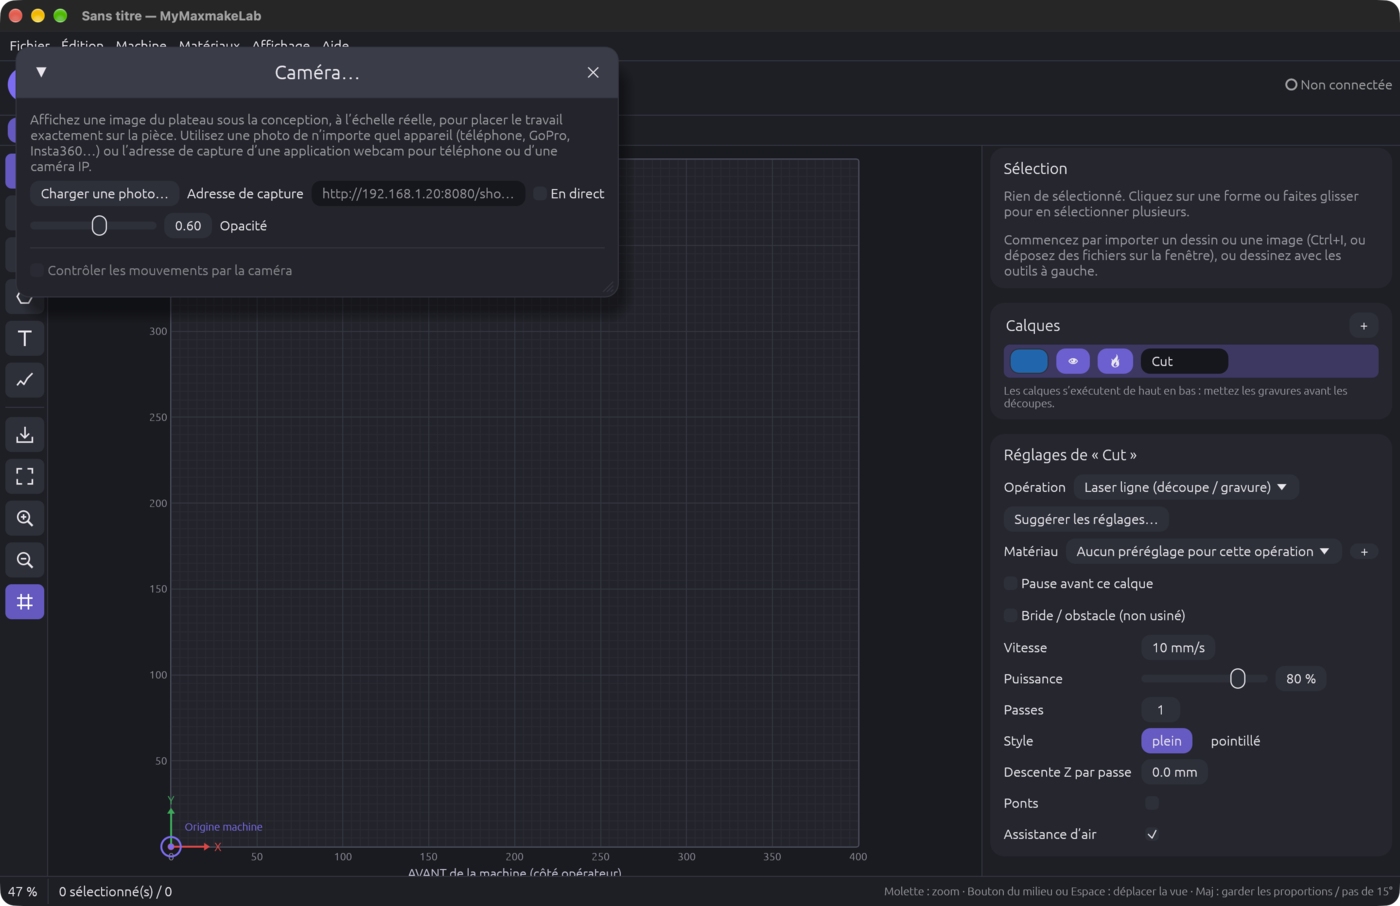 Sans titre — MyMaxmakeLab
Fichier Édition Machine Matériaux Affichage Aide
Caméra…
Non connectée
Affichez une image du plateau sous la conception, à l’échelle réelle, pour placer le travail
exactement sur la pièce. Utilisez une photo de n’importe quel appareil (téléphone, GoPro,
Insta360…) ou l’adresse de capture d’une application webcam pour téléphone ou d’une
caméra IP.
Charger une photo… Adresse de capture http://192.168.1.20:8080/sho… En direct
0.60 Opacité
Contrôler les mouvements par la caméra
300
250
200
150
100
50
Y
Origine machine
X
0 50 100 150 200 250 300 350 400
AVANT de la machine (côté opérateur)
Sélection
Rien de sélectionné. Cliquez sur une forme ou faites glisser
pour en sélectionner plusieurs.
Commencez par importer un dessin ou une image (Ctrl+I, ou
déposez des fichiers sur la fenêtre), ou dessinez avec les
outils à gauche.
Calques +
Cut
Les calques s’exécutent de haut en bas : mettez les gravures avant les
découpes.
Réglages de « Cut »
Opération Laser ligne (découpe / gravure)
Suggérer les réglages…
Matériau Aucun préréglage pour cette opération +
Pause avant ce calque
Bride / obstacle (non usiné)
Vitesse 10 mm/s
Puissance 80 %
Passes 1
Style plein pointillé
Descente Z par passe 0.0 mm
Ponts
Assistance d’air
47 % 0 sélectionné(s) / 0
Molette : zoom · Bouton du milieu ou Espace : déplacer la vue · Maj : garder les proportions / pas de 15°